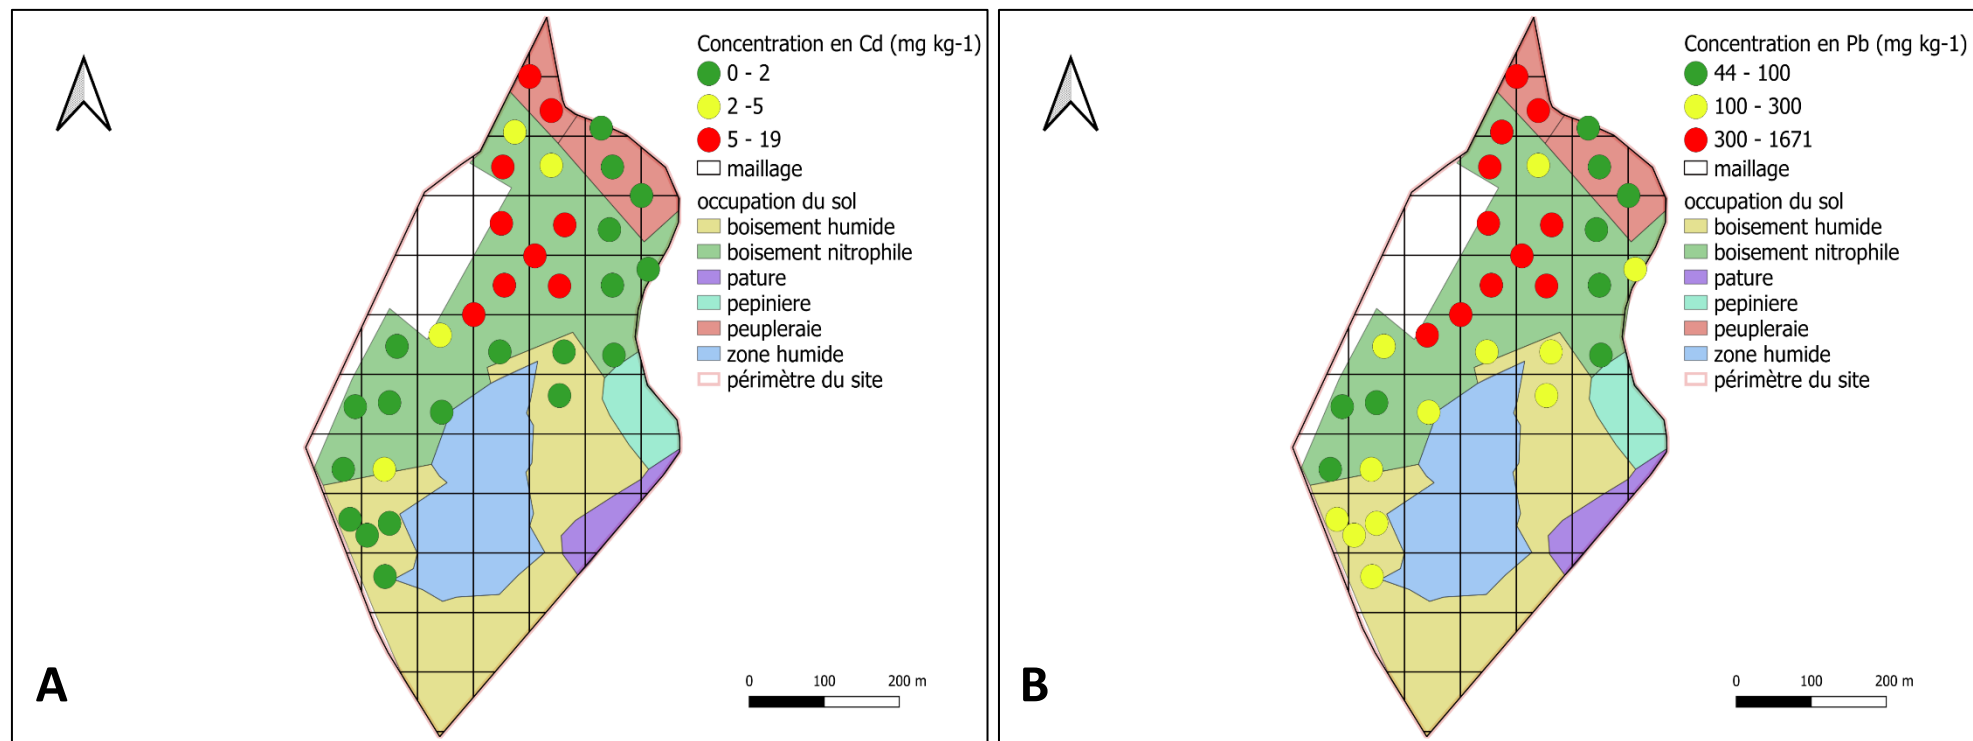 Concentration en Cd (mg kg-1)
0 - 2
2 -5
5 - 19
maillage
occupation du sol
boisement humide
boisement nitrophile
pature
pepiniere
peupleraie
zone humide
périmètre du site
0 100 200 m
A
Concentration en Pb (mg kg-1)
44 - 100
100 - 300
300 - 1671
maillage
occupation du sol
boisement humide
boisement nitrophile
pature
pepiniere
peupleraie
zone humide
périmètre du site
0 100 200 m
B